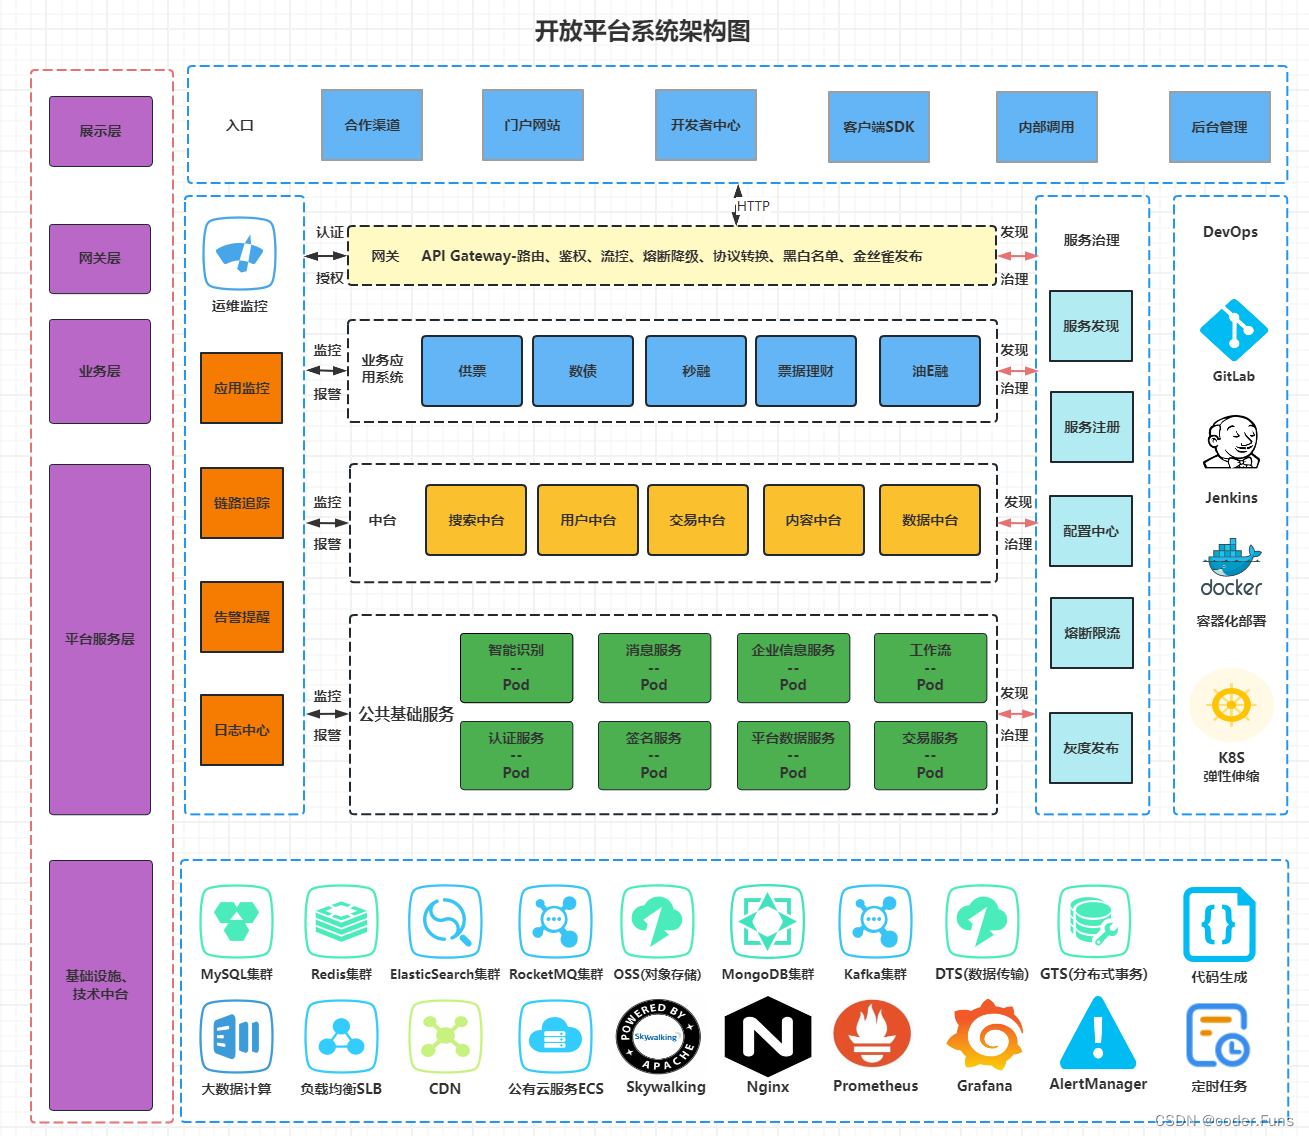 开放平台系统架构图
展示层
入口
合作渠道
门户网站
开发者中心
客户端SDK
内部调用
后台管理
HTTP
网关层
运维监控
认证
授权
网关 API Gateway-路由、鉴权、流控、熔断降级、协议转换、黑白名单、金丝雀发布
发现
治理
服务治理
DevOps
业务层
应用监控
监控
报警
业务应
用系统
供票
数债
秒融
票据理财
油E融
发现
治理
服务发现
服务注册
GitLab
平台服务层
链路追踪
告警提醒
日志中心
监控
报警
中台
搜索中台
用户中台
交易中台
内容中台
数据中台
发现
治理
配置中心
熔断限流
灰度发布
Jenkins
docker
容器化部署
K8S
弹性伸缩
监控
报警
公共基础服务
智能识别
--
Pod
消息服务
--
Pod
企业信息服务
--
Pod
工作流
--
Pod
认证服务
--
Pod
签名服务
--
Pod
平台数据服务
--
Pod
交易服务
--
Pod
发现
治理
基础设施、
技术中台
MySQL集群
Redis集群
ElasticSearch集群
RocketMQ集群
OSS(对象存储)
MongoDB集群
Kafka集群
DTS(数据传输)
GTS(分布式事务)
{}
代码生成
大数据计算
负载均衡SLB
CDN
公有云服务ECS
POWERED BY
Skywalking
APACHE
Skywalking
N
Nginx
Prometheus
Grafana
!
AlertManager
定时任务
CSDN @coder.Funs